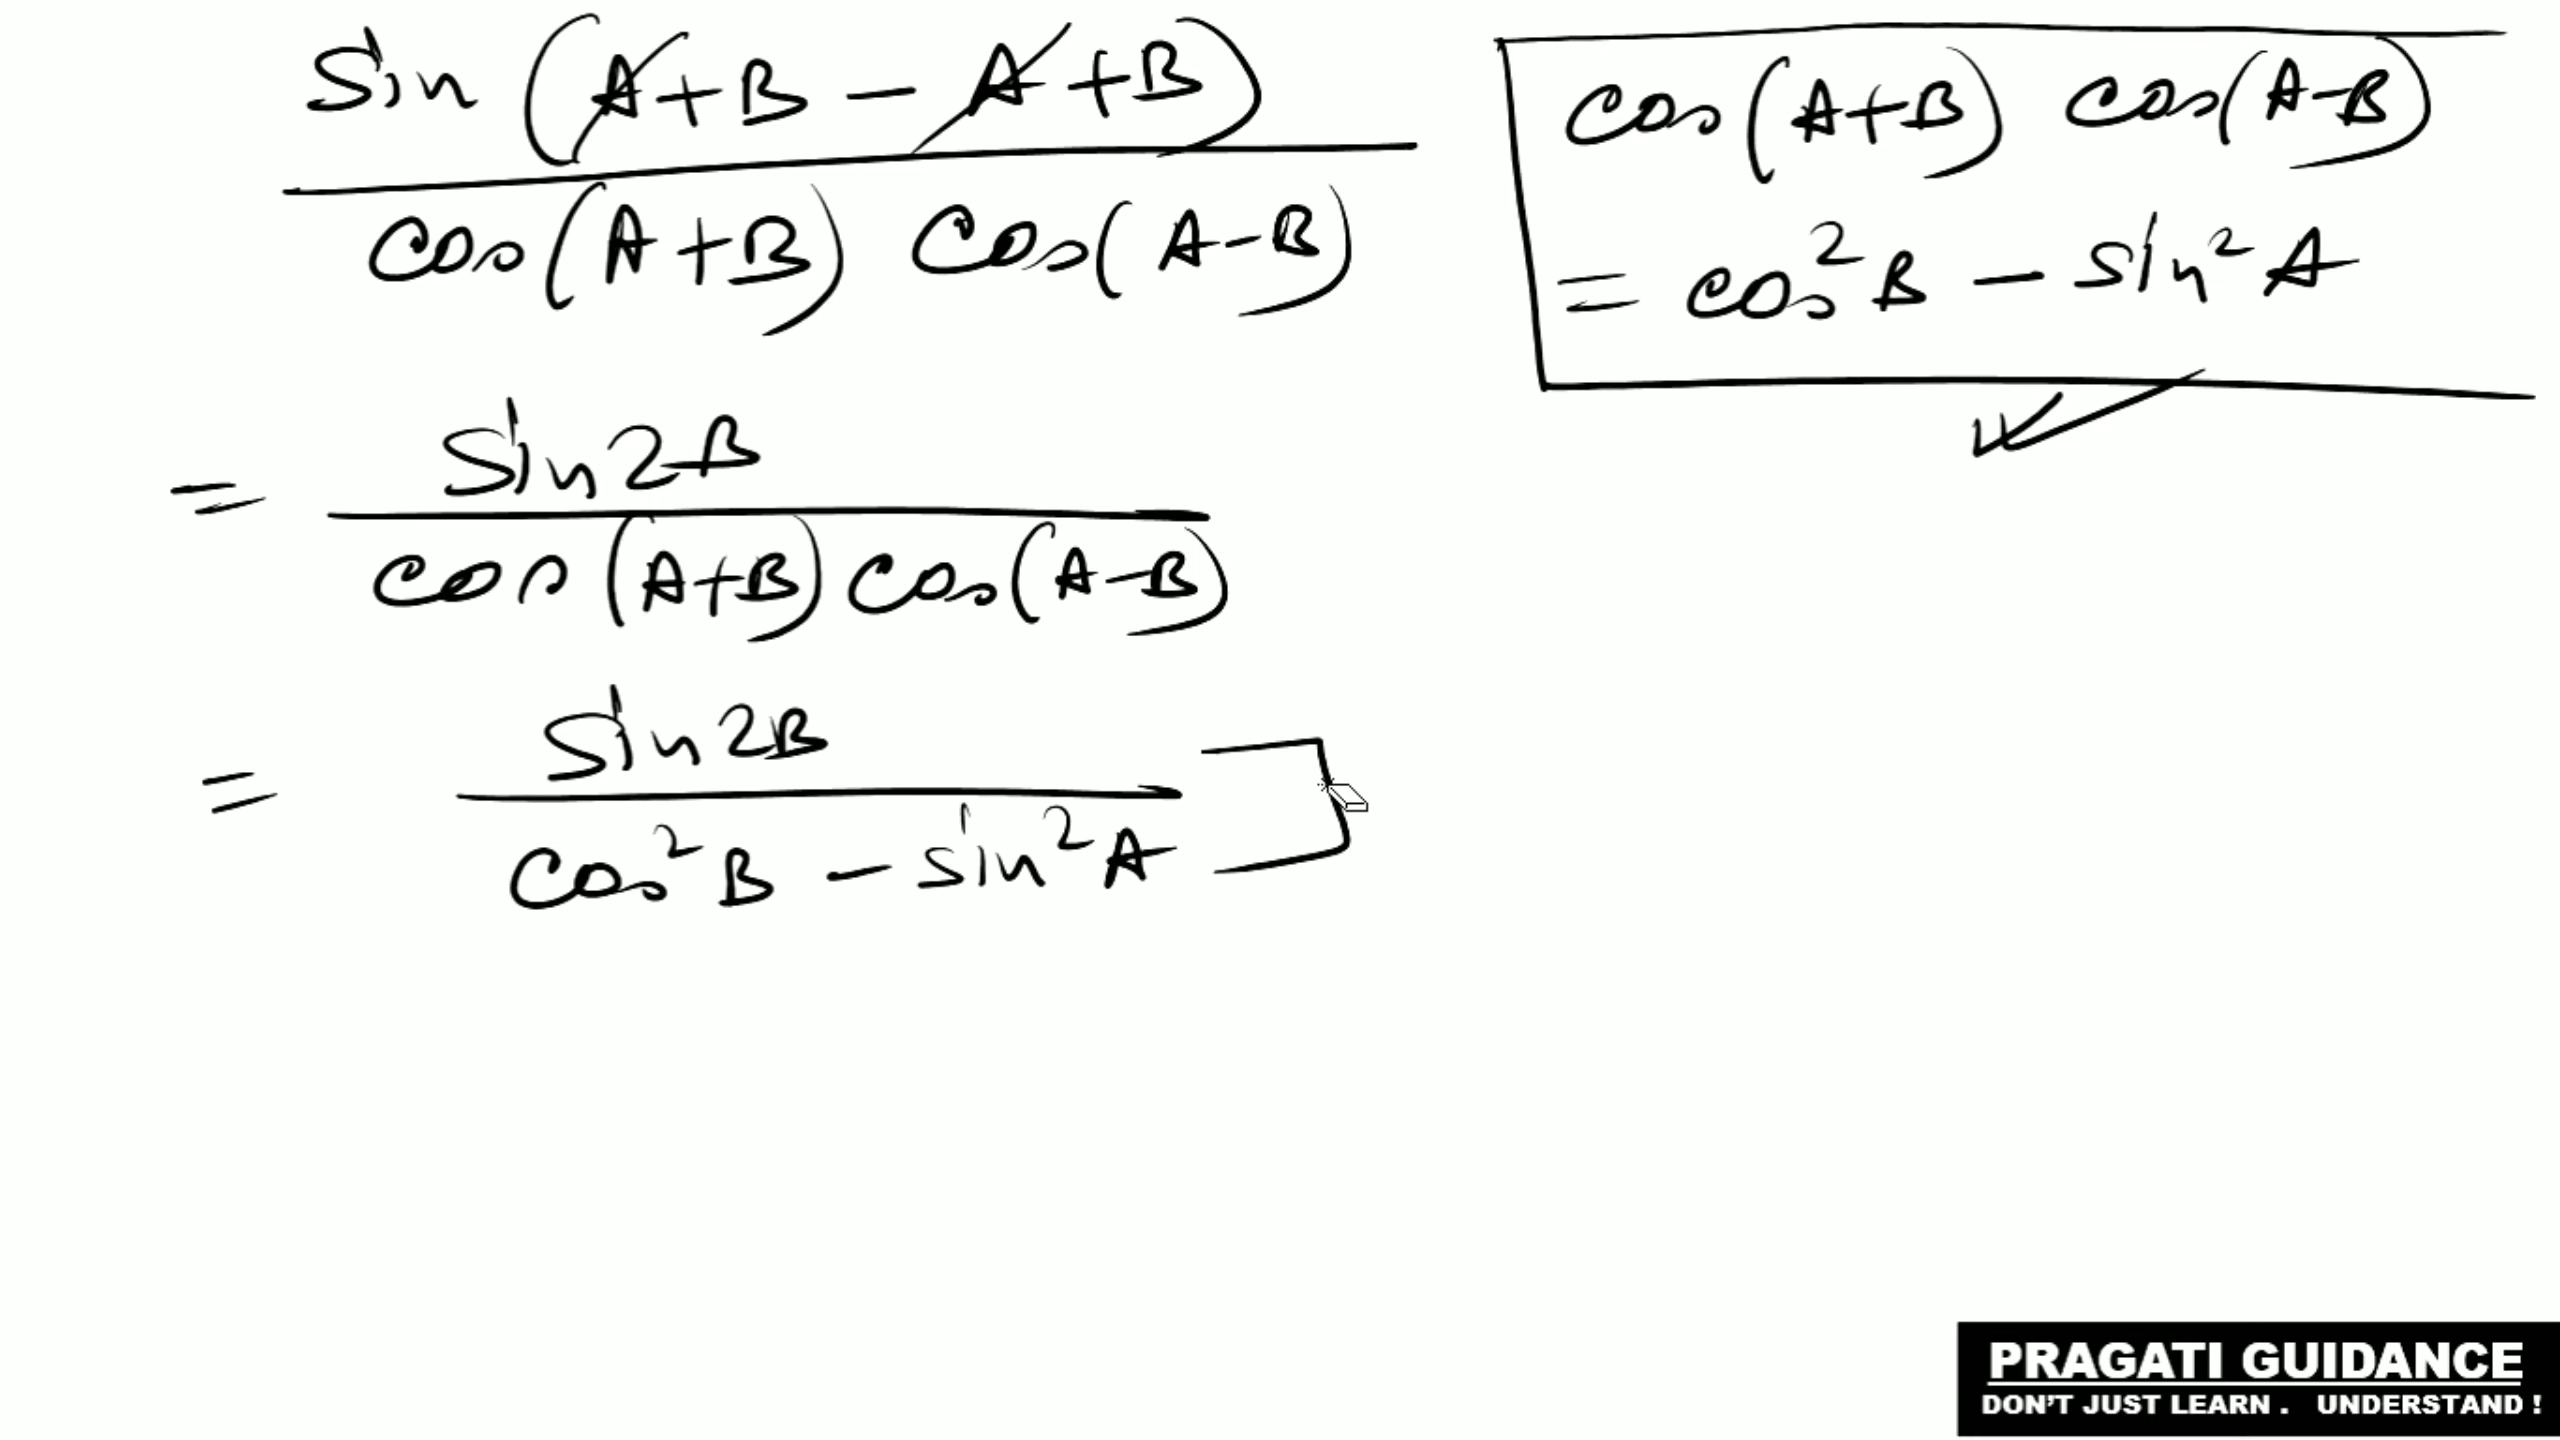 sin (A+B - A+B)
cos(A+B) cos(A-B)
= sin2B
cos(A+B) cos(A-B)
= sin2B
cos²B - sin²A
cos(A+B) cos(A-B)
= cos²B - sin²A
PRAGATI GUIDANCE
DON'T JUST LEARN . UNDERSTAND !